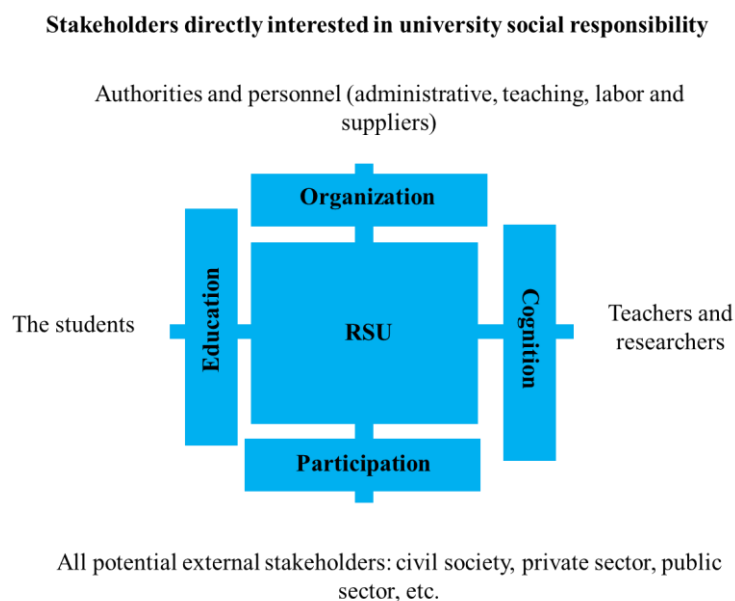 Stakeholders directly interested in university social responsibility
Authorities and personnel (administrative, teaching, labor and
suppliers)
Organization
Education
The students
RSU
Cognition
Teachers and
researchers
Participation
All potential external stakeholders: civil society, private sector, public
sector, etc.